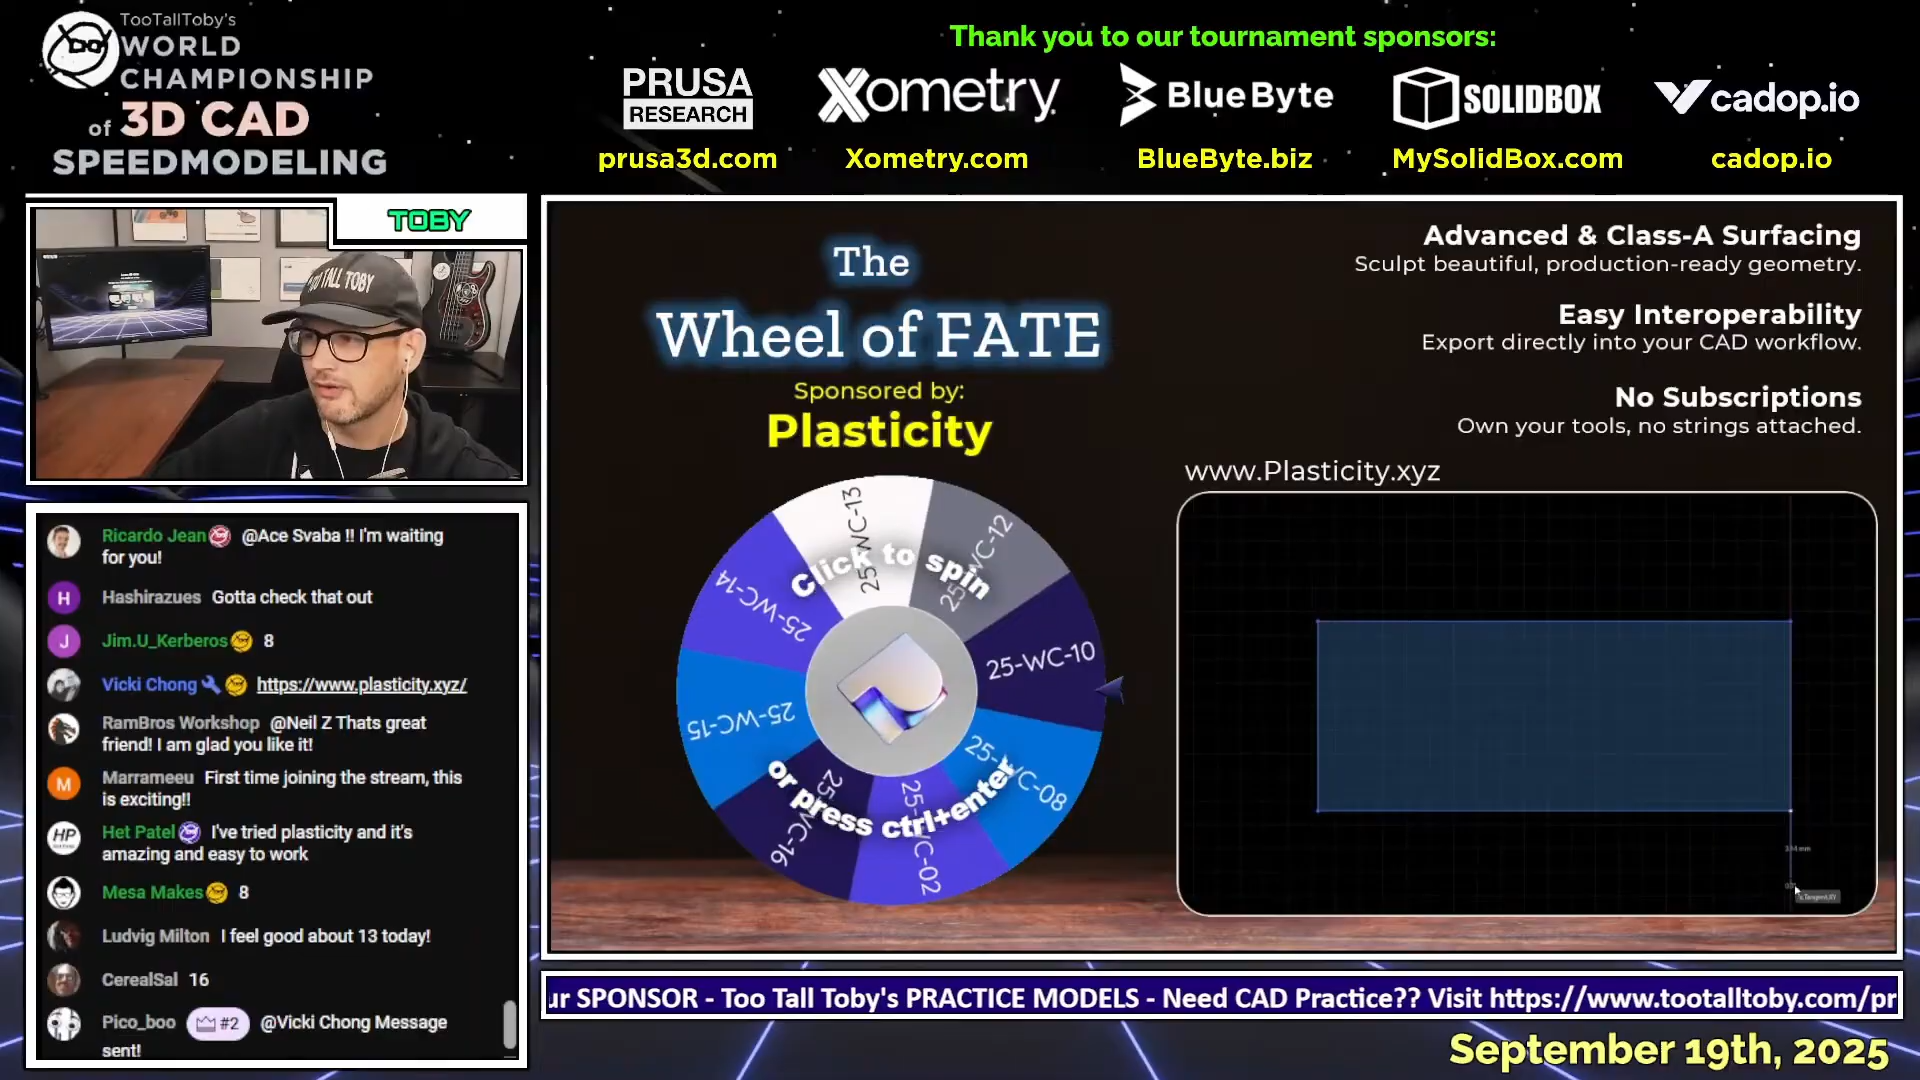 TooTallToby's
WORLD
CHAMPIONSHIP
of 3D CAD
SPEEDMODELING
Thank you to our tournament sponsors:
PRUSA
RESEARCH
prusa3d.com
Xometry
Xometry.com
BlueByte
BlueByte.biz
SOLIDBOX
MySolidBox.com
cadop.io
cadop.io
TOBY
TOO TALL TOBY
Ricardo Jean @Ace Svaba !! I'm waiting
for you!
H Hashirazues Gotta check that out
J Jim.U_Kerberos 8
Vicki Chong https://www.plasticity.xyz/
RamBros Workshop @Neil Z Thats great
friend! I am glad you like it!
M Marrameeu First time joining the stream, this
is exciting!!
HP Het Patel I've tried plasticity and it's
amazing and easy to work
Mesa Makes 8
Ludvig Milton I feel good about 13 today!
CerealSal 16
Pico_boo #2 @Vicki Chong Message
sent!
The
Wheel of FATE
Sponsored by:
Plasticity
25-WC-13
25-WC-12
25-WC-10
25-WC-08
25-WC-02
25-WC-16
25-WC-15
25-WC-14
Click to spin
or press ctrl+enter
Advanced & Class-A Surfacing
Sculpt beautiful, production-ready geometry.
Easy Interoperability
Export directly into your CAD workflow.
No Subscriptions
Own your tools, no strings attached.
www.Plasticity.xyz
ur SPONSOR - Too Tall Toby's PRACTICE MODELS - Need CAD Practice?? Visit https://www.tootalltoby.com/pr
September 19th, 2025